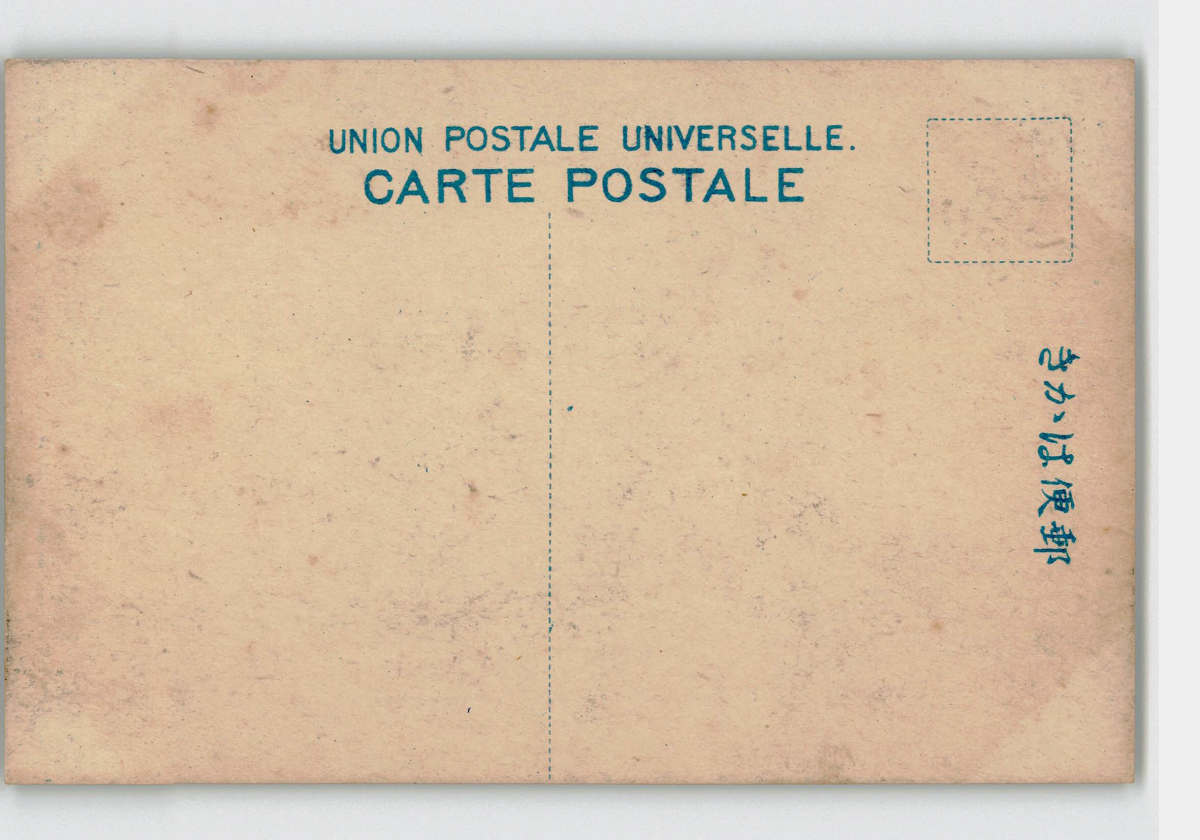 UNION POSTALE UNIVERSELLE.
CARTE POSTALE
郵便はかき